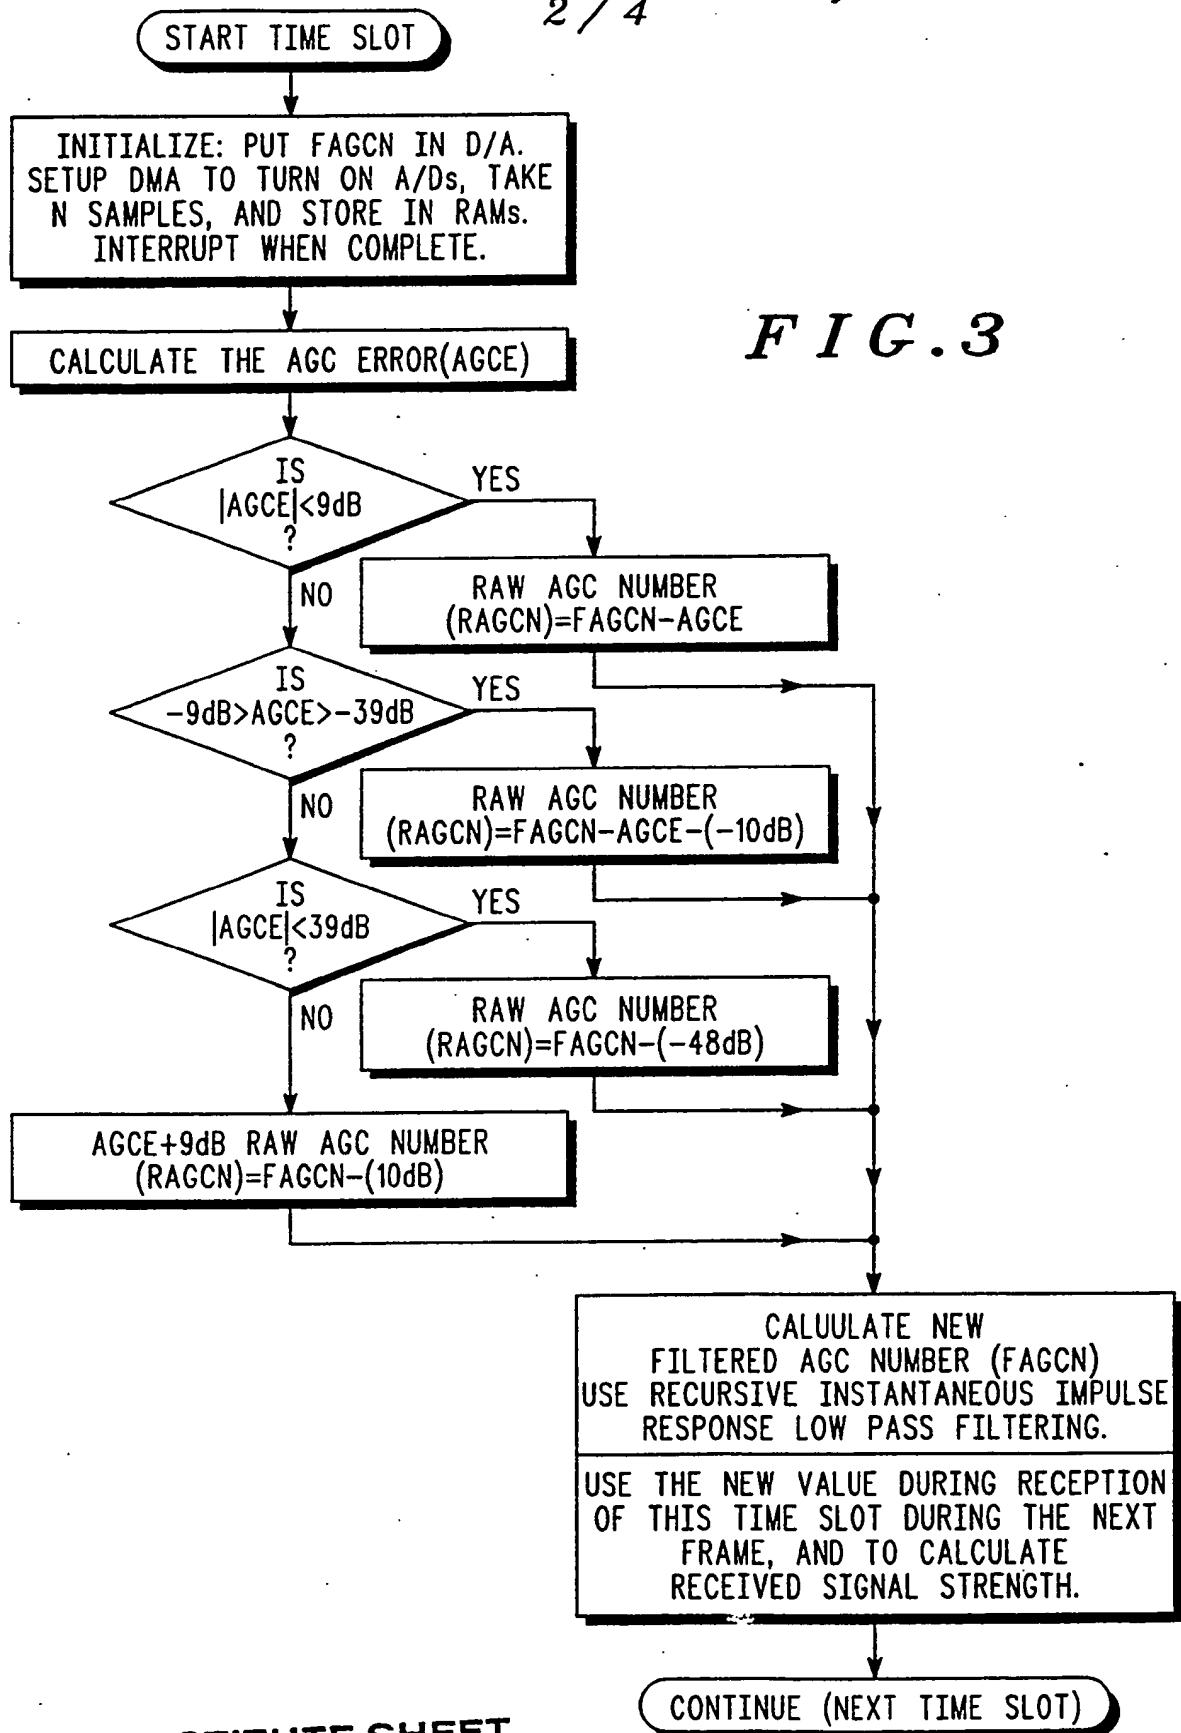 2/4
START TIME SLOT
INITIALIZE: PUT FAGCN IN D/A.
SETUP DMA TO TURN ON A/Ds, TAKE
N SAMPLES, AND STORE IN RAMs.
INTERRUPT WHEN COMPLETE.
FIG.3
CALCULATE THE AGC ERROR(AGCE)
IS
|AGCE|<9dB
?
YES
NO
RAW AGC NUMBER
(RAGCN)=FAGCN-AGCE
IS
-9dB>AGCE>-39dB
?
YES
NO
RAW AGC NUMBER
(RAGCN)=FAGCN-AGCE-(-10dB)
IS
|AGCE|<39dB
?
YES
NO
RAW AGC NUMBER
(RAGCN)=FAGCN-(-48dB)
AGCE+9dB RAW AGC NUMBER
(RAGCN)=FAGCN-(10dB)
CALUULATE NEW
FILTERED AGC NUMBER (FAGCN)
USE RECURSIVE INSTANTANEOUS IMPULSE
RESPONSE LOW PASS FILTERING.
USE THE NEW VALUE DURING RECEPTION
OF THIS TIME SLOT DURING THE NEXT
FRAME, AND TO CALCULATE
RECEIVED SIGNAL STRENGTH.
CONTINUE (NEXT TIME SLOT)
SHEET